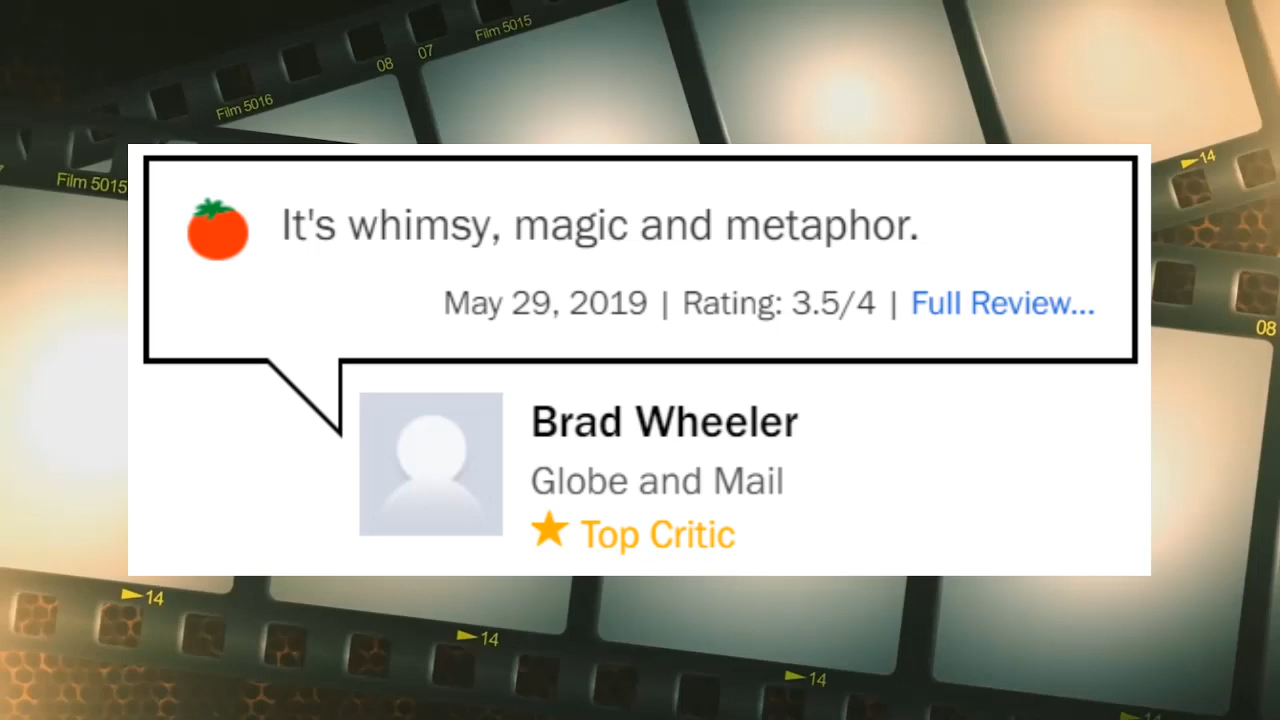 Film 5015
07
08
Film 5016
14
Film 5015
It's whimsy, magic and metaphor.
May 29, 2019 | Rating: 3.5/4 | Full Review...
08
Brad Wheeler
Globe and Mail
Top Critic
14
14
14